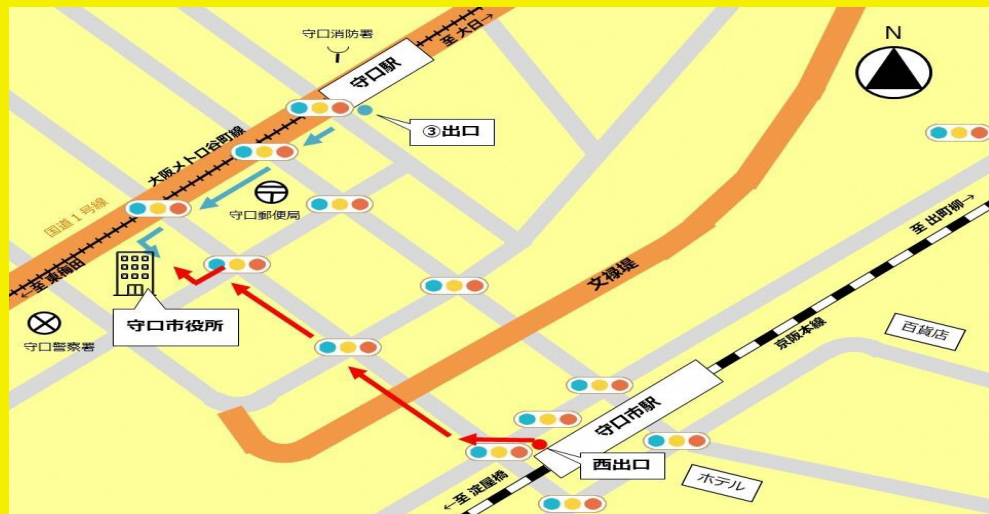 守口消防署
守口駅
至 大日→
N
③出口
大阪メトロ谷町線
国道１号線
守口郵便局
←至 東梅田
守口市役所
守口警察署
文禄堤
至 出町柳→
京阪本線
百貨店
守口市駅
西出口
ホテル
←至 淀屋橋